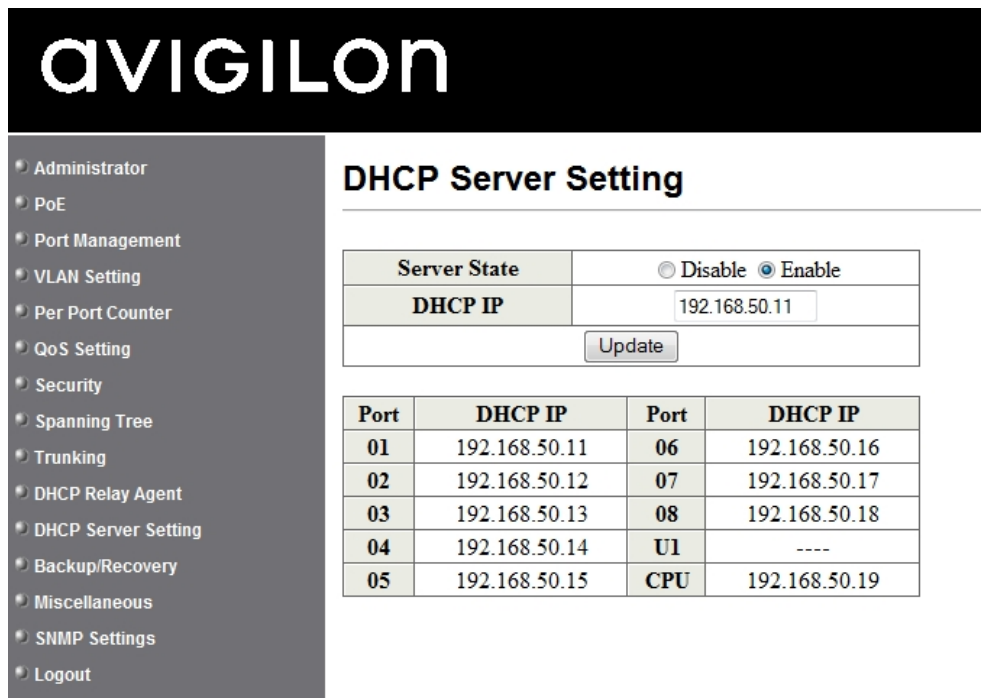 aVIGILON
Administrator
PoE
Port Management
VLAN Setting
Per Port Counter
QoS Setting
Security
Spanning Tree
Trunking
DHCP Relay Agent
DHCP Server Setting
Backup/Recovery
Miscellaneous
SNMP Settings
Logout
DHCP Server Setting
Server State Disable Enable
DHCP IP 192.168.50.11
Update
Port DHCP IP Port DHCP IP
01 192.168.50.11 06 192.168.50.16
02 192.168.50.12 07 192.168.50.17
03 192.168.50.13 08 192.168.50.18
04 192.168.50.14 U1 ----
05 192.168.50.15 CPU 192.168.50.19